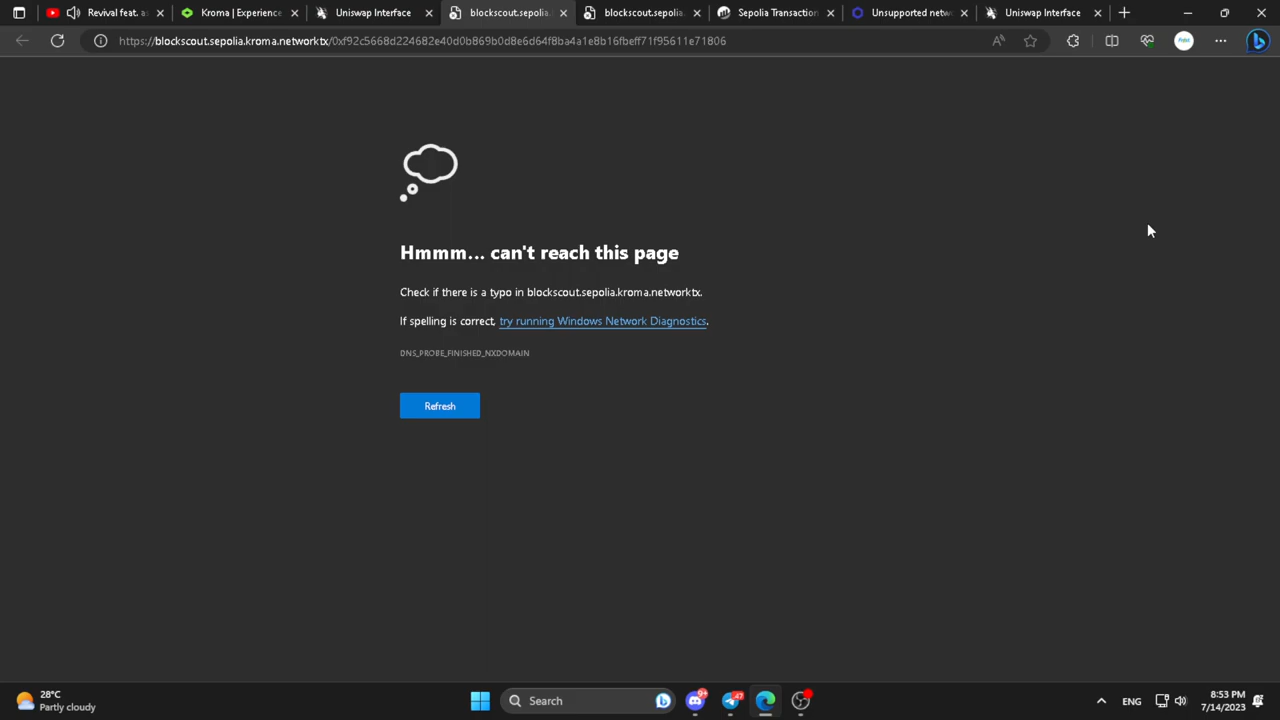 Revival feat. as
Kroma | Experience
Uniswap Interface
blockscout.sepolia.
blockscout.sepolia.
Sepolia Transaction
Unsupported netw
Uniswap Interface
https://blockscout.sepolia.kroma.networktx/0xf92c5668d224682e40d0b869b0d8e6d64f8ba4a1e8b16fbeff71f95611e71806
Hmmm... can't reach this page
Check if there is a typo in blockscout.sepolia.kroma.networktx.
If spelling is correct, try running Windows Network Diagnostics.
DNS_PROBE_FINISHED_NXDOMAIN
Refresh
28°C
Partly cloudy
Search
9+
47
ENG
8:53 PM
7/14/2023